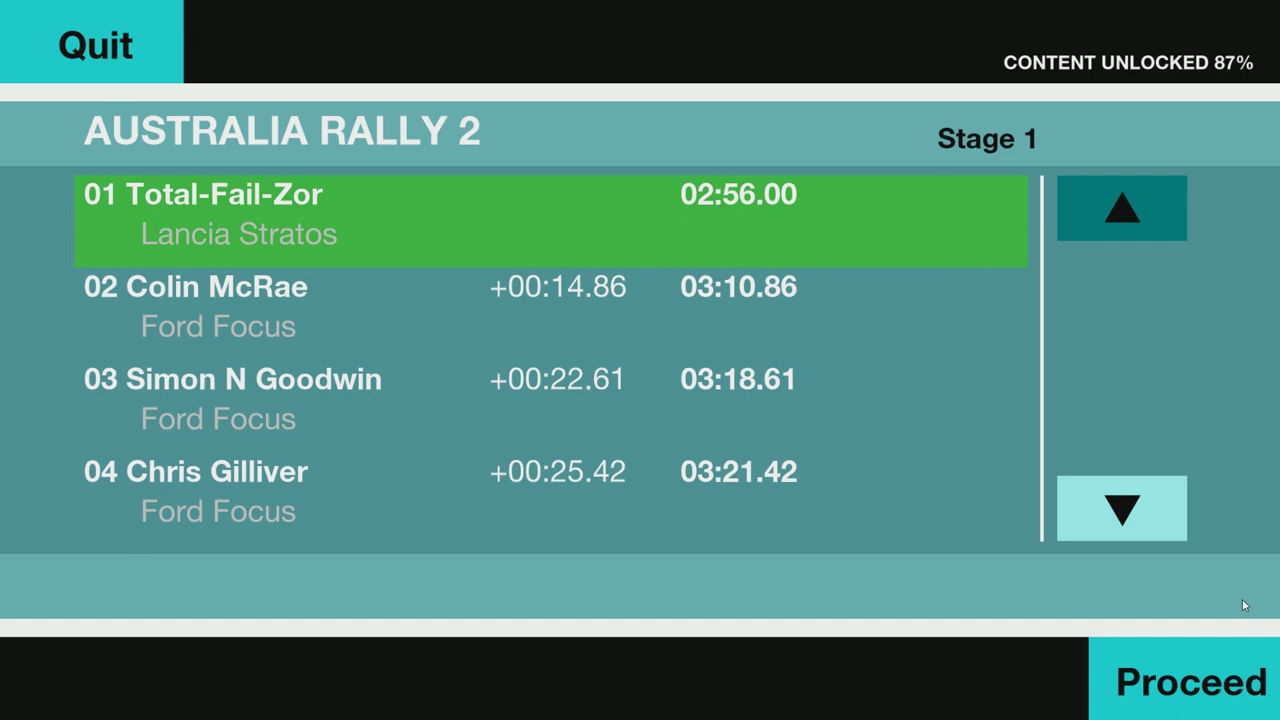 Quit
CONTENT UNLOCKED 87%
AUSTRALIA RALLY 2
Stage 1
01 Total-Fail-Zor 02:56.00
Lancia Stratos
02 Colin McRae +00:14.86 03:10.86
Ford Focus
03 Simon N Goodwin +00:22.61 03:18.61
Ford Focus
04 Chris Gilliver +00:25.42 03:21.42
Ford Focus
Proceed